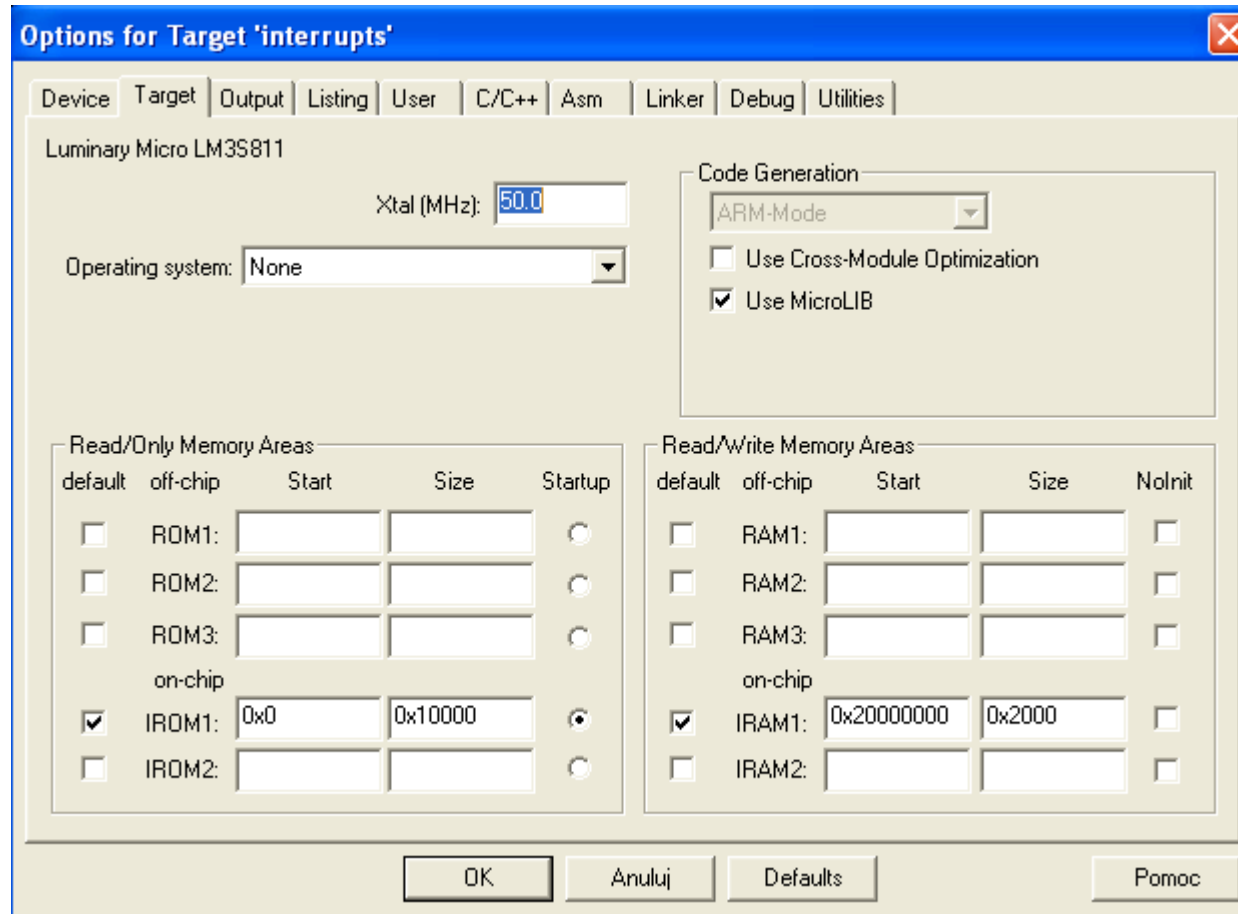 Options for Target 'interrupts'
Device Target Output Listing User C/C++ Asm Linker Debug Utilities
Luminary Micro LM3S811
Xtal (MHz): 50.0
Operating system: None
Code Generation
ARM-Mode
Use Cross-Module Optimization
Use MicroLIB
Read/Only Memory Areas
default off-chip Start Size Startup
ROM1:
ROM2:
ROM3:
on-chip
IROM1: 0x0 0x10000
IROM2:
Read/Write Memory Areas
default off-chip Start Size NoInit
RAM1:
RAM2:
RAM3:
on-chip
IRAM1: 0x20000000 0x2000
IRAM2:
OK Anuluj Defaults Pomoc